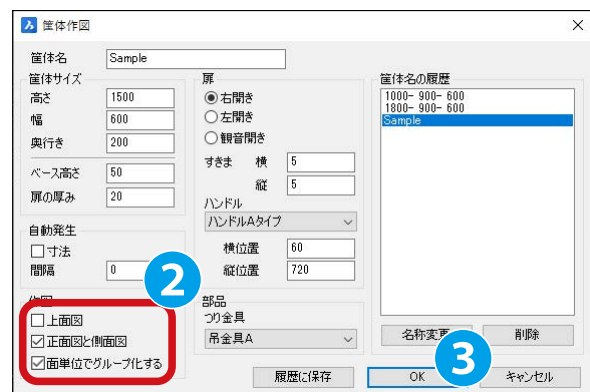 筐体作図
筐体名 Sample
筐体サイズ
高さ 1500
幅 600
奥行き 200
ベース高さ 50
扉の厚み 20
自動発生
寸法
間隔 0
2
上面図
正面図と側面図
面単位でグループ化する
扉
右開き
左開き
観音開き
すきま 横 5
縦 5
ハンドル
ハンドルAタイプ
横位置 60
縦位置 720
部品
つり金具
吊金具A
筐体名の履歴
1000- 900- 600
1800- 900- 600
Sample
名称変更 削除
3
履歴に保存 OK キャンセル